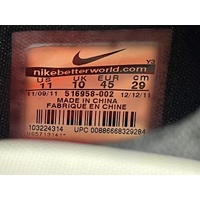 Y3
nikebetterworld.com
US UK EUR cm
11 10 45 29
11/09/11 516958-002 12/12/11
MADE IN CHINA
FABRIQUE EN CHINE
103224314 UPC 00886668329284